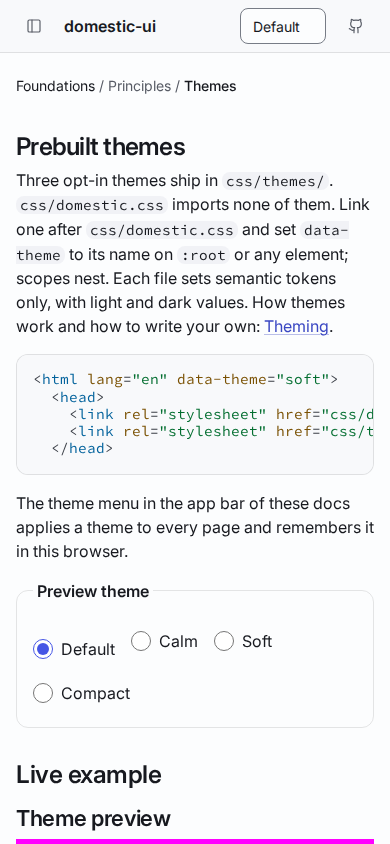 domestic-ui
Default
Foundations / Principles / Themes
Prebuilt themes
Three opt-in themes ship in css/themes/.
css/domestic.css imports none of them. Link
one after css/domestic.css and set data-
theme to its name on :root or any element;
scopes nest. Each file sets semantic tokens
only, with light and dark values. How themes
work and how to write your own: Theming.
<html lang="en" data-theme="soft">
<head>
<link rel="stylesheet" href="css/d
<link rel="stylesheet" href="css/t
</head>
The theme menu in the app bar of these docs
applies a theme to every page and remembers it
in this browser.
Preview theme
Default Calm Soft
Compact
Live example
Theme preview